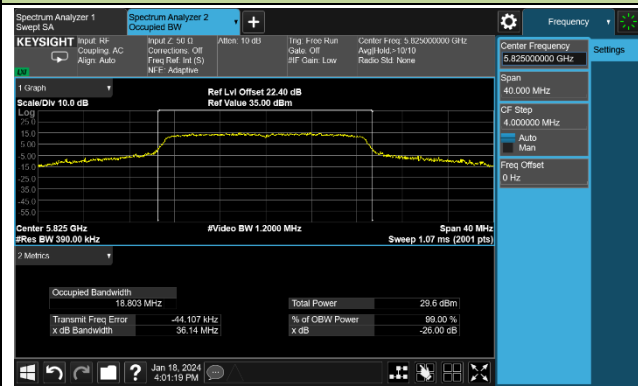 Spectrum Analyzer 1
Swept SA
Spectrum Analyzer 2
Occupied BW
+
Frequency
KEYSIGHT
Input: RF
Coupling: AC
Align: Auto
Input Z: 50 Ω
Corrections: Off
Freq Ref: Int (S)
NFE: Adaptive
Atten: 10 dB
Trig: Free Run
Gate: Off
#IF Gain: Low
Center Freq: 5.825000000 GHz
Avg|Hold:>10/10
Radio Std: None
Center Frequency
5.825000000 GHz
Settings
Span
40.000 MHz
CF Step
4.000000 MHz
Auto
Man
Freq Offset
0 Hz
1 Graph
Scale/Div 10.0 dB
Ref Lvl Offset 22.40 dB
Ref Value 35.00 dBm
Log
25.0
15.0
5.00
-5.00
-15.0
-25.0
-35.0
-45.0
-55.0
Center 5.825 GHz
#Res BW 390.00 kHz
#Video BW 1.2000 MHz
Span 40 MHz
Sweep 1.07 ms (2001 pts)
2 Metrics
Occupied Bandwidth
18.803 MHz
Total Power
29.6 dBm
Transmit Freq Error
-44.107 kHz
% of OBW Power
99.00 %
x dB Bandwidth
36.14 MHz
x dB
-26.00 dB
?
Jan 18, 2024
4:01:19 PM